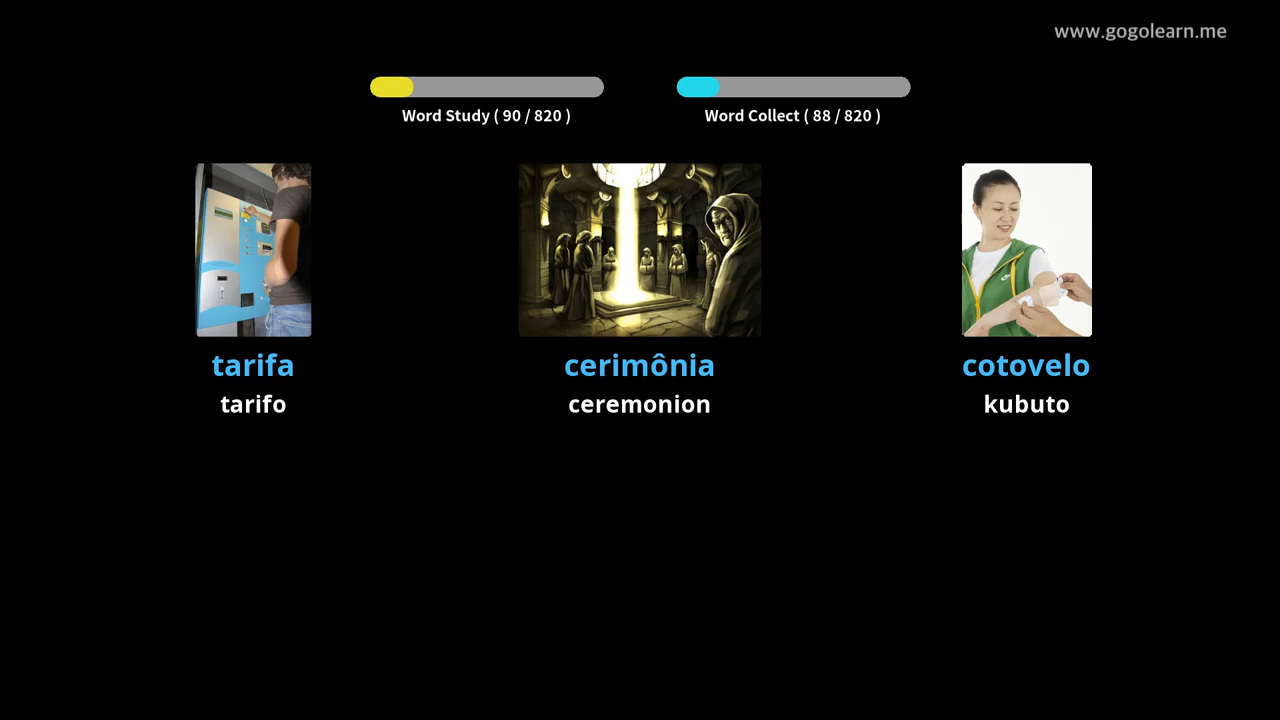 www.gogolearn.me
Word Study ( 90 / 820 )
Word Collect ( 88 / 820 )
tarifa
tarifo
cerimônia
ceremonion
cotovelo
kubuto